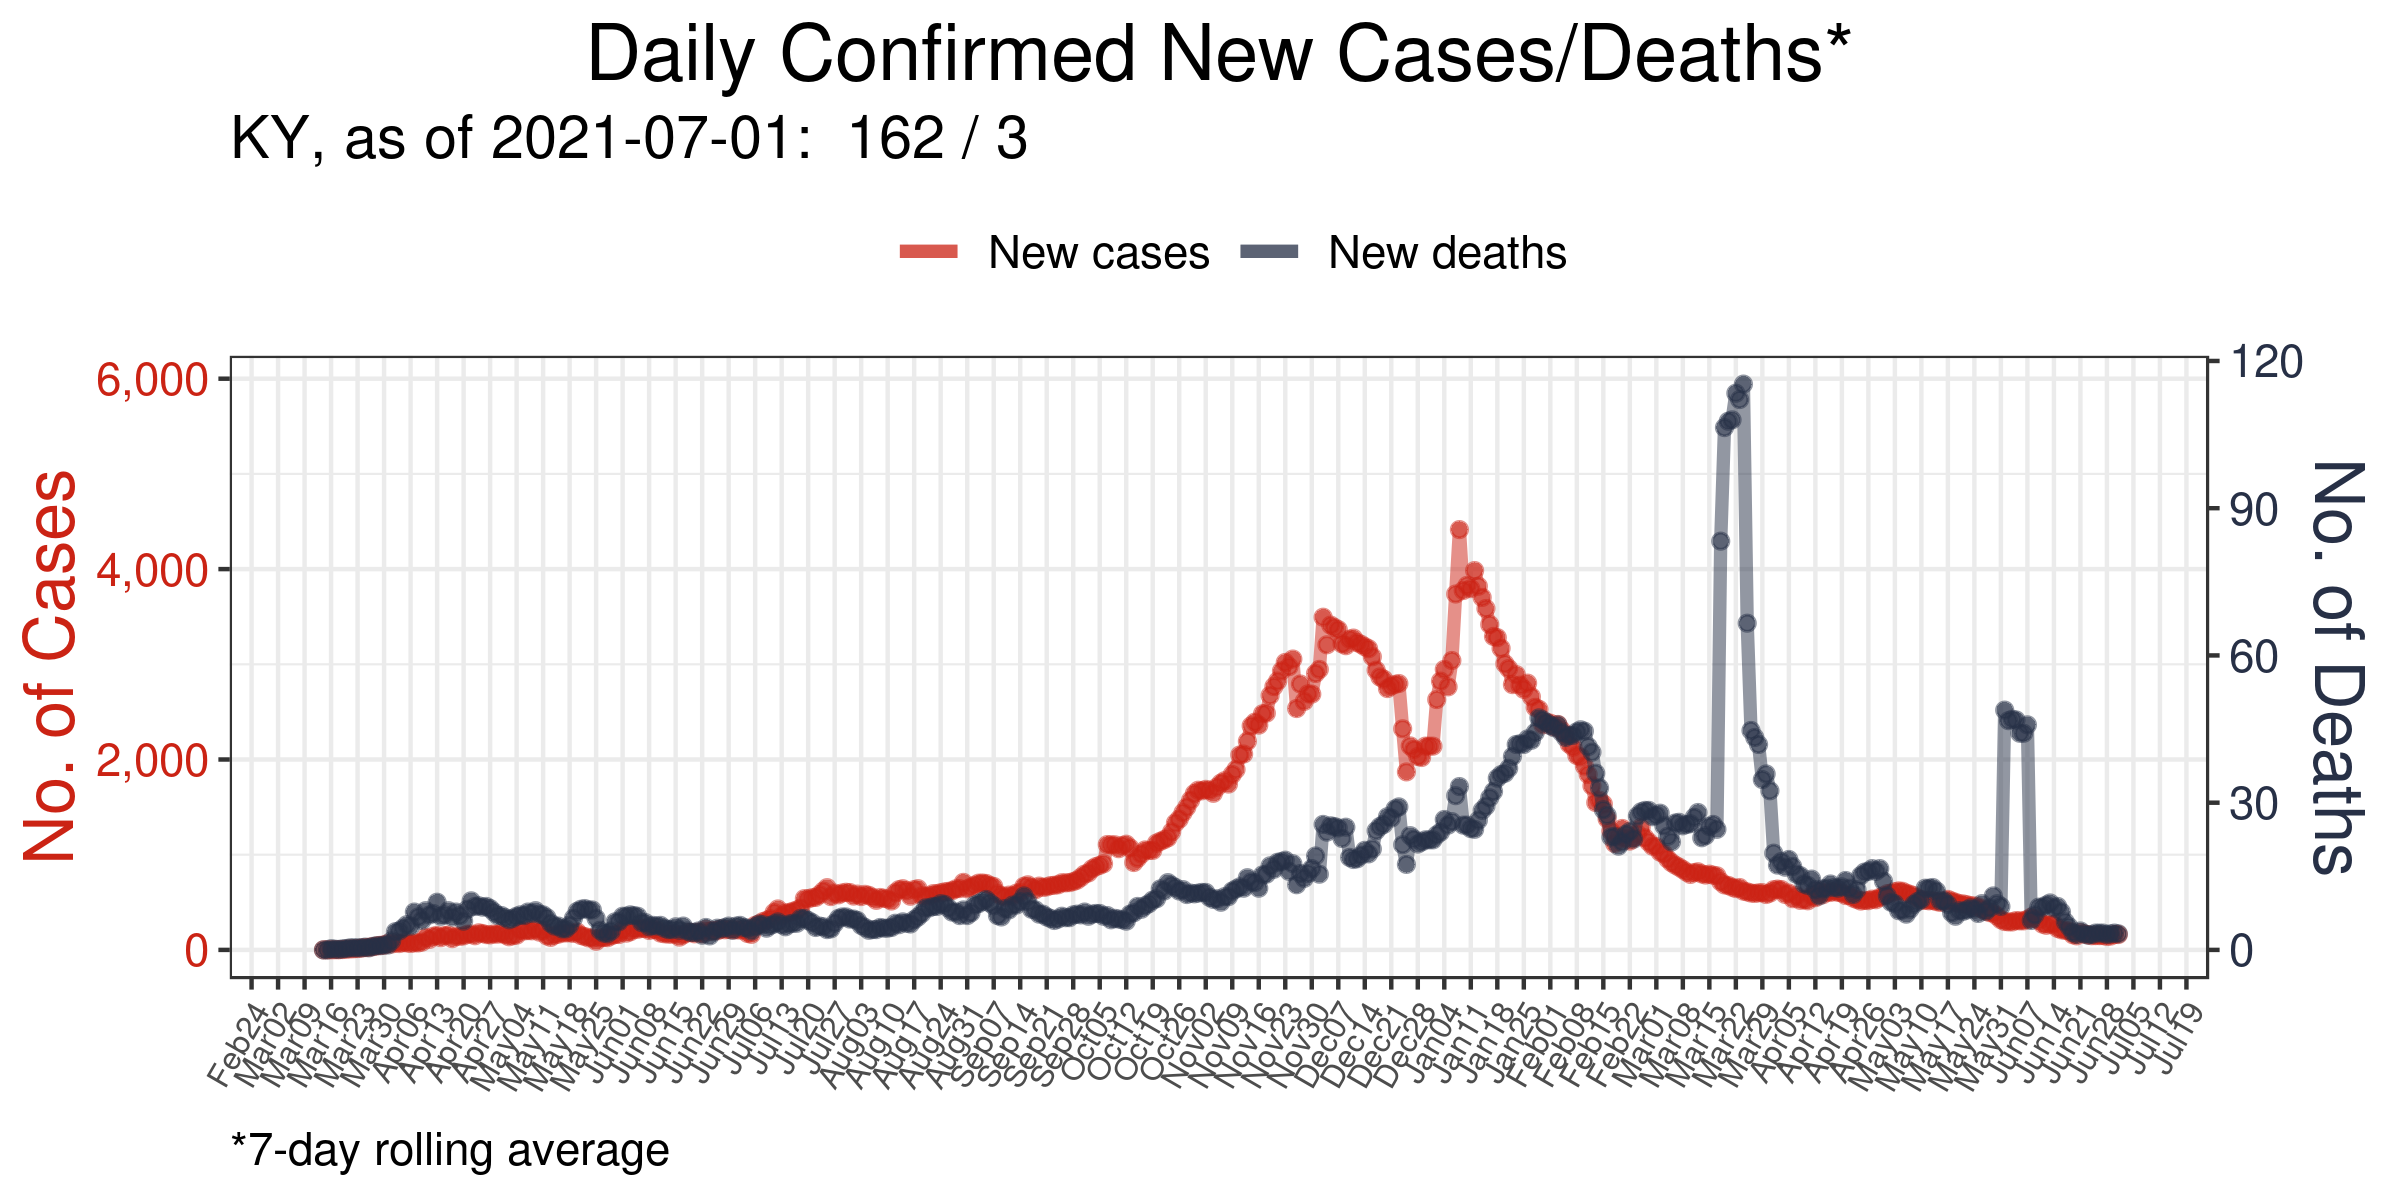 Daily Confirmed New Cases/Deaths*
KY, as of 2021-07-01:  162 / 3
New cases
New deaths
No. of Cases
6,000
4,000
2,000
0
120
90
60
30
0
No. of Deaths
Feb24
Mar02
Mar09
Mar16
Mar23
Mar30
Apr06
Apr13
Apr20
Apr27
May04
May11
May18
May25
Jun01
Jun08
Jun15
Jun22
Jun29
Jul06
Jul13
Jul20
Jul27
Aug03
Aug10
Aug17
Aug24
Aug31
Sep07
Sep14
Sep21
Sep28
Oct05
Oct12
Oct19
Oct26
Nov02
Nov09
Nov16
Nov23
Nov30
Dec07
Dec14
Dec21
Dec28
Jan04
Jan11
Jan18
Jan25
Feb01
Feb08
Feb15
Feb22
Mar01
Mar08
Mar15
Mar22
Mar29
Apr05
Apr12
Apr19
Apr26
May03
May10
May17
May24
May31
Jun07
Jun14
Jun21
Jun28
Jul05
Jul12
Jul19
*7-day rolling average